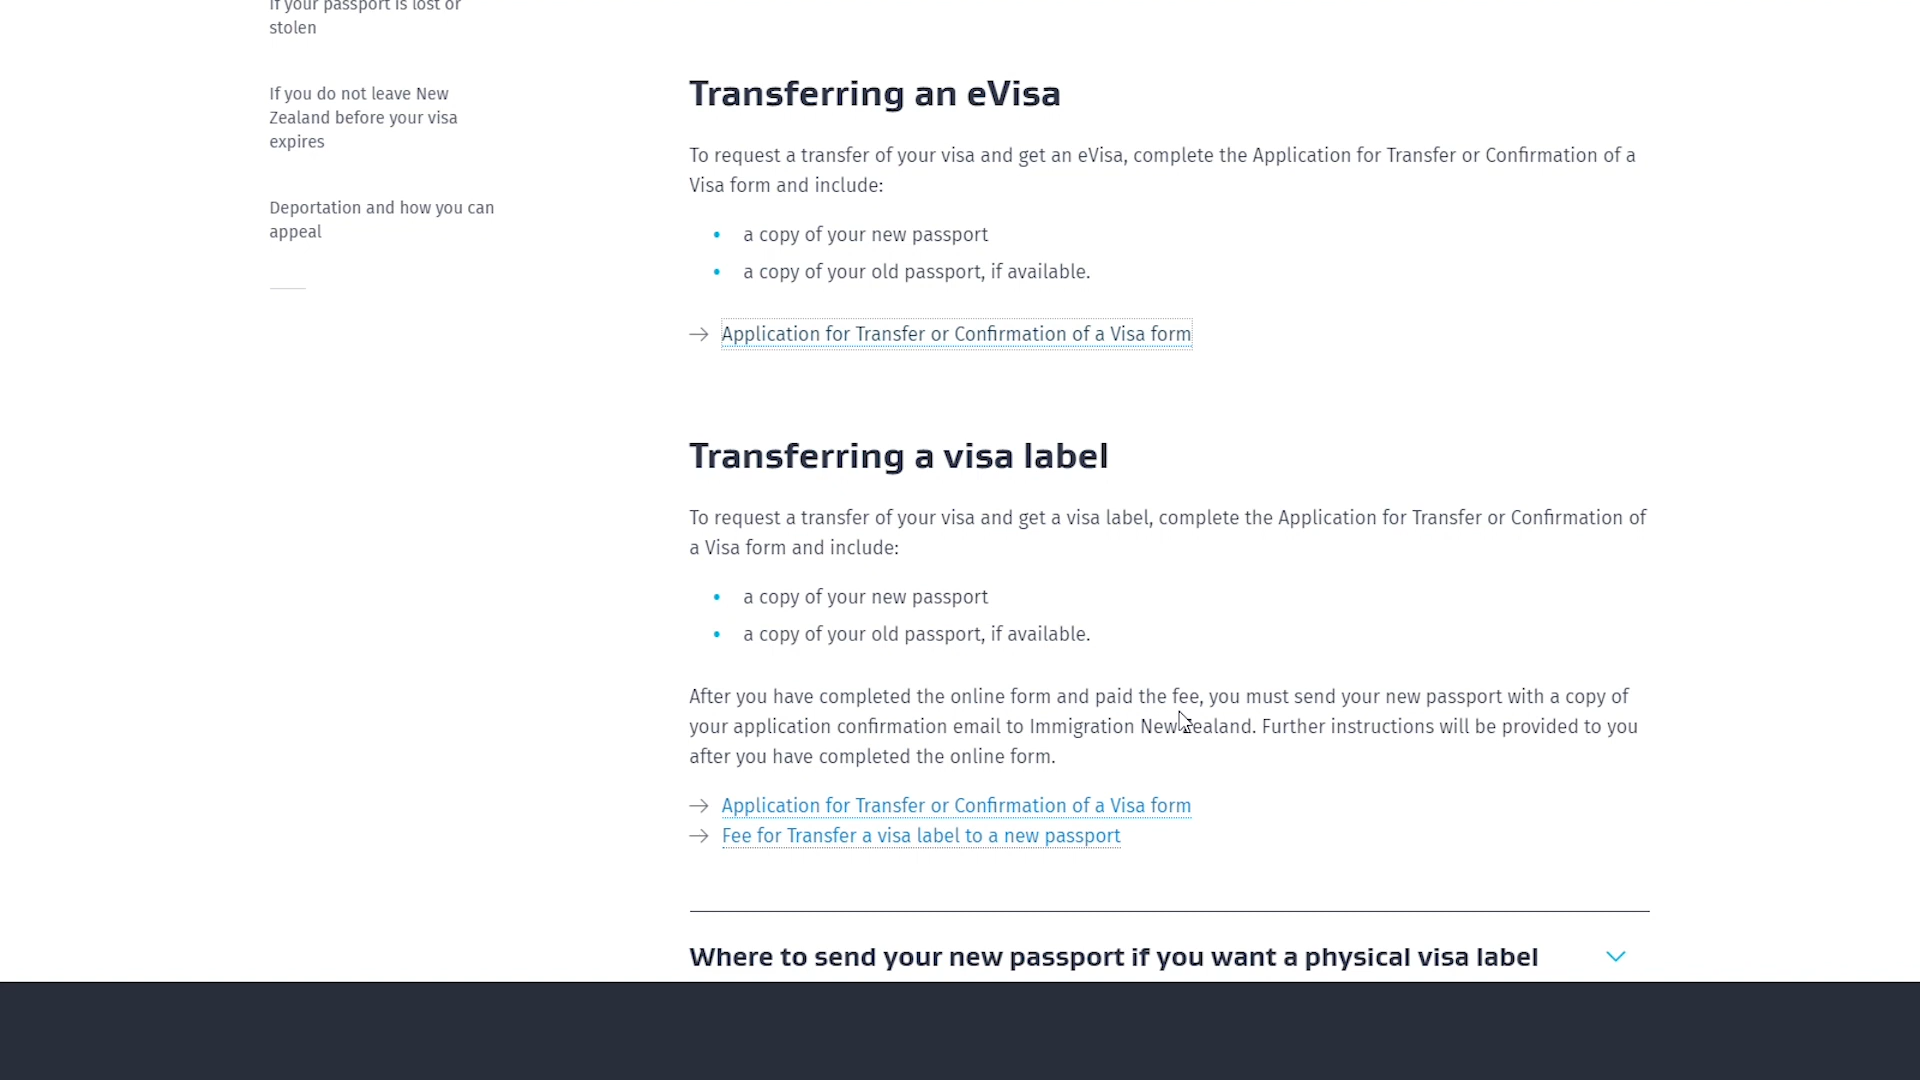 If your passport is lost or
stolen
If you do not leave New
Zealand before your visa
expires
Deportation and how you can
appeal
Transferring an eVisa
To request a transfer of your visa and get an eVisa, complete the Application for Transfer or Confirmation of a
Visa form and include:
• a copy of your new passport
• a copy of your old passport, if available.
→ Application for Transfer or Confirmation of a Visa form
Transferring a visa label
To request a transfer of your visa and get a visa label, complete the Application for Transfer or Confirmation of
a Visa form and include:
• a copy of your new passport
• a copy of your old passport, if available.
After you have completed the online form and paid the fee, you must send your new passport with a copy of
your application confirmation email to Immigration New Zealand. Further instructions will be provided to you
after you have completed the online form.
→ Application for Transfer or Confirmation of a Visa form
→ Fee for Transfer a visa label to a new passport
Where to send your new passport if you want a physical visa label